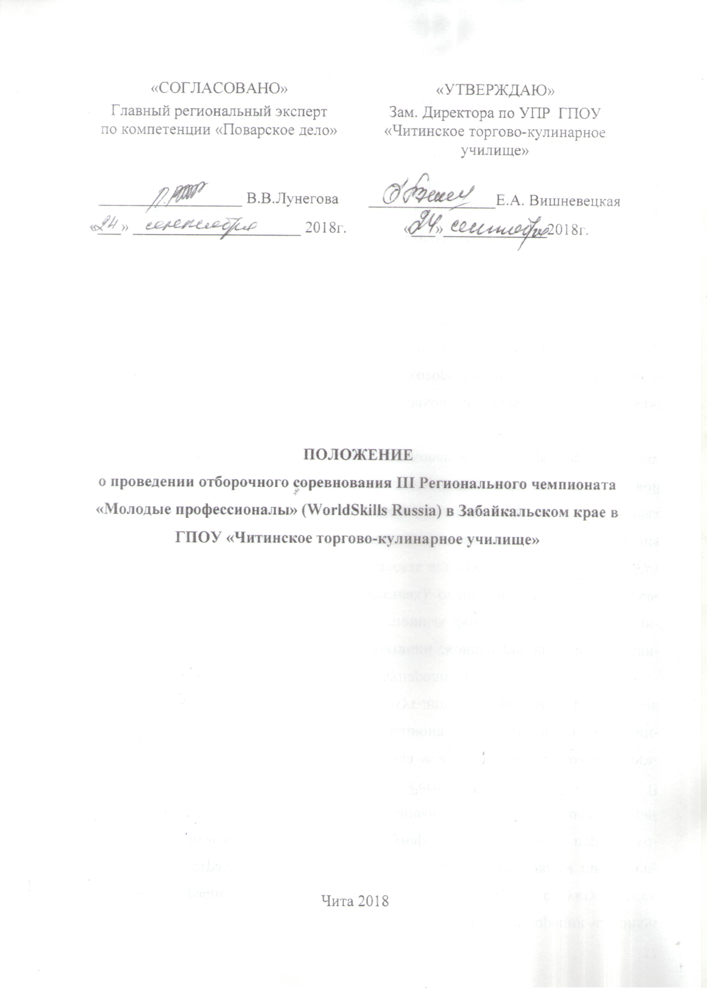 «СОГЛАСОВАНО»
Главный региональный эксперт
по компетенции «Поварское дело»
В.В.Лунегова
«24» сентября 2018г.
«УТВЕРЖДАЮ»
Зам. Директора по УПР ГПОУ
«Читинское торгово-кулинарное
училище»
Е.А. Вишневецкая
«24» сентября 2018г.
ПОЛОЖЕНИЕ
о проведении отборочного соревнования III Регионального чемпионата
«Молодые профессионалы» (WorldSkills Russia) в Забайкальском крае в
ГПОУ «Читинское торгово-кулинарное училище»
Чита 2018